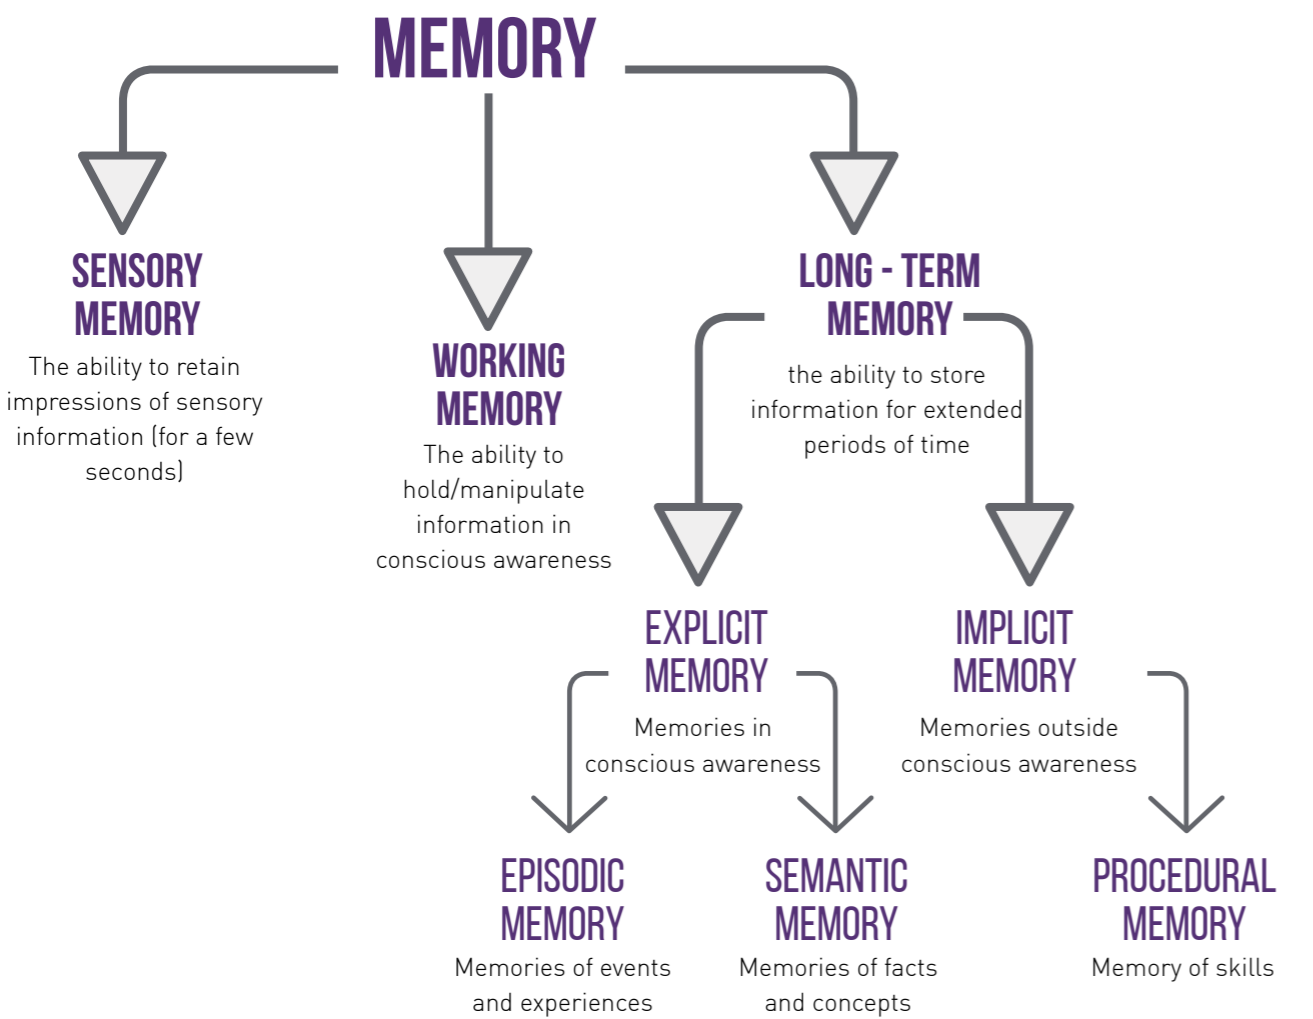 MEMORY
SENSORY
MEMORY
The ability to retain
impressions of sensory
information (for a few
seconds)
WORKING
MEMORY
The ability to
hold/manipulate
information in
conscious awareness
LONG - TERM
MEMORY
the ability to store
information for extended
periods of time
EXPLICIT
MEMORY
Memories in
conscious awareness
IMPLICIT
MEMORY
Memories outside
conscious awareness
EPISODIC
MEMORY
Memories of events
and experiences
SEMANTIC
MEMORY
Memories of facts
and concepts
PROCEDURAL
MEMORY
Memory of skills